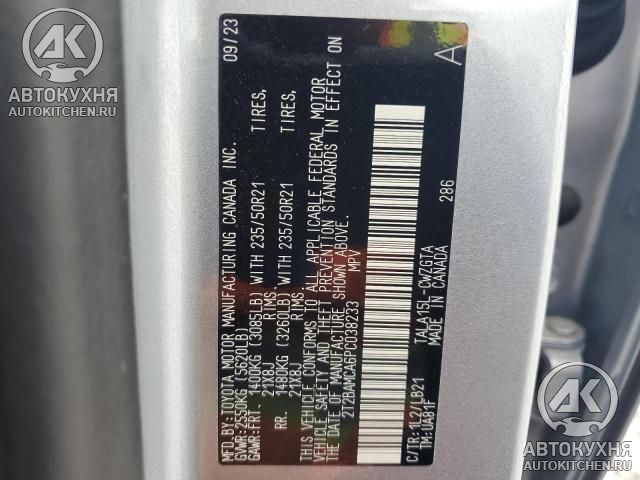 MFD.BY:TOYOTA MOTOR MANUFACTURING CANADA INC. 09/23
GVWR:2550KG (5620LB)
GAWR:FRT. 1400KG (3085LB) WITH 235/50R21 TIRES,
21X8J RIMS.
RR. 1480KG (3260LB) WITH 235/50R21 TIRES,
21X8J RIMS.
THIS VEHICLE CONFORMS TO ALL APPLICABLE FEDERAL MOTOR
VEHICLE SAFETY AND THEFT PREVENTION STANDARDS IN EFFECT ON
THE DATE OF MANUFACTURE SHOWN ABOVE.
2T2BAMCA6PC038233 MPV
C/TR:1L2/LB21 TALA15L-CWZGTA 286
TM:UAB1F MADE IN CANADA
A
AK
АВТОКУХНЯ
AUTOKITCHEN.RU
AK
АВТОКУХНЯ
AUTOKITCHEN.RU